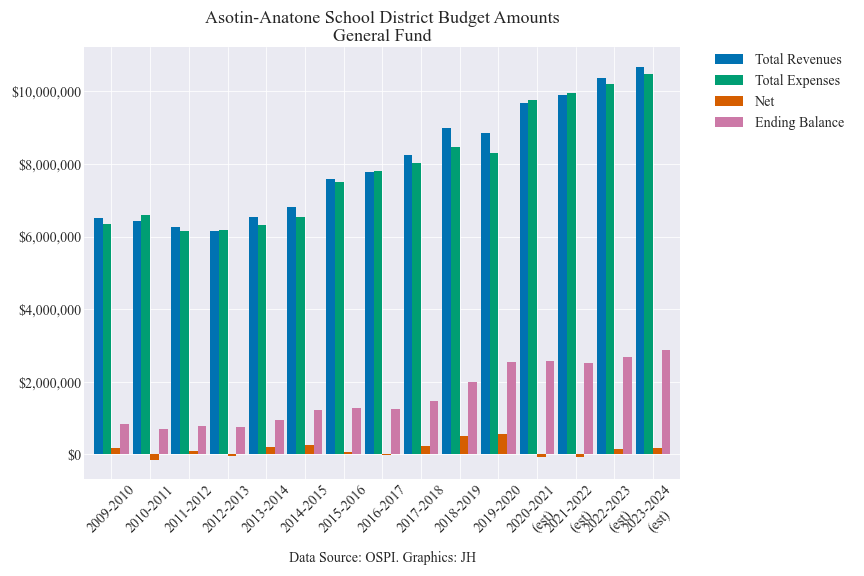 Asotin-Anatone School District Budget Amounts
General Fund
Total Revenues
Total Expenses
Net
Ending Balance
$10,000,000
$8,000,000
$6,000,000
$4,000,000
$2,000,000
$0
2009-2010
2010-2011
2011-2012
2012-2013
2013-2014
2014-2015
2015-2016
2016-2017
2017-2018
2018-2019
2019-2020
2020-2021
(est)
2021-2022
(est)
2022-2023
(est)
2023-2024
(est)
Data Source: OSPI. Graphics: JH